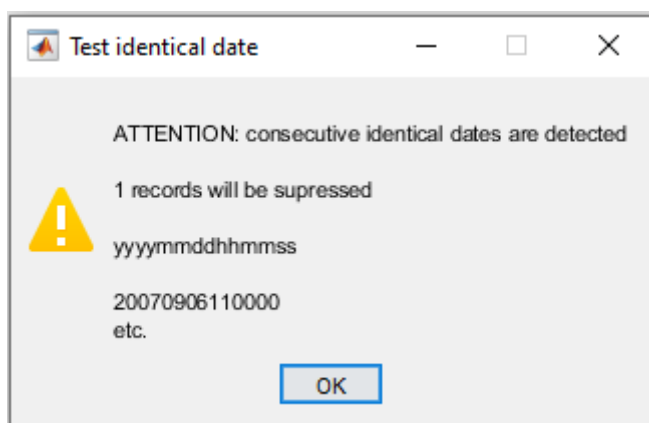 Test identical date
ATTENTION: consecutive identical dates are detected
1 records will be supressed
yyyymmddhhmmss
20070906110000
etc.
OK